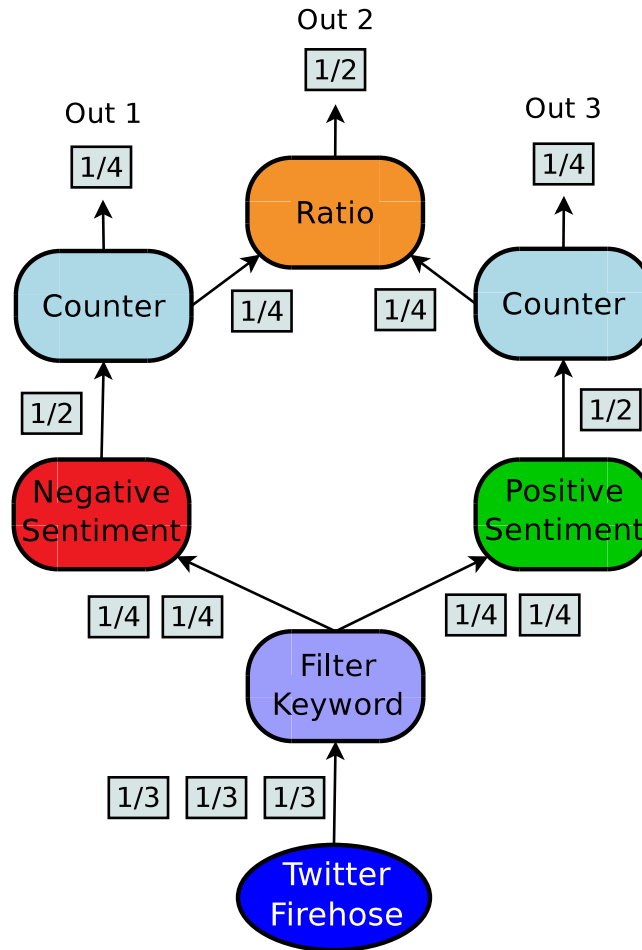 Out 2
1/2
Out 1
Out 3
1/4
1/4
Ratio
Counter
Counter
1/4
1/4
1/2
1/2
Negative
Sentiment
Positive
Sentiment
1/4 1/4
1/4 1/4
Filter
Keyword
1/3 1/3 1/3
Twitter
Firehose